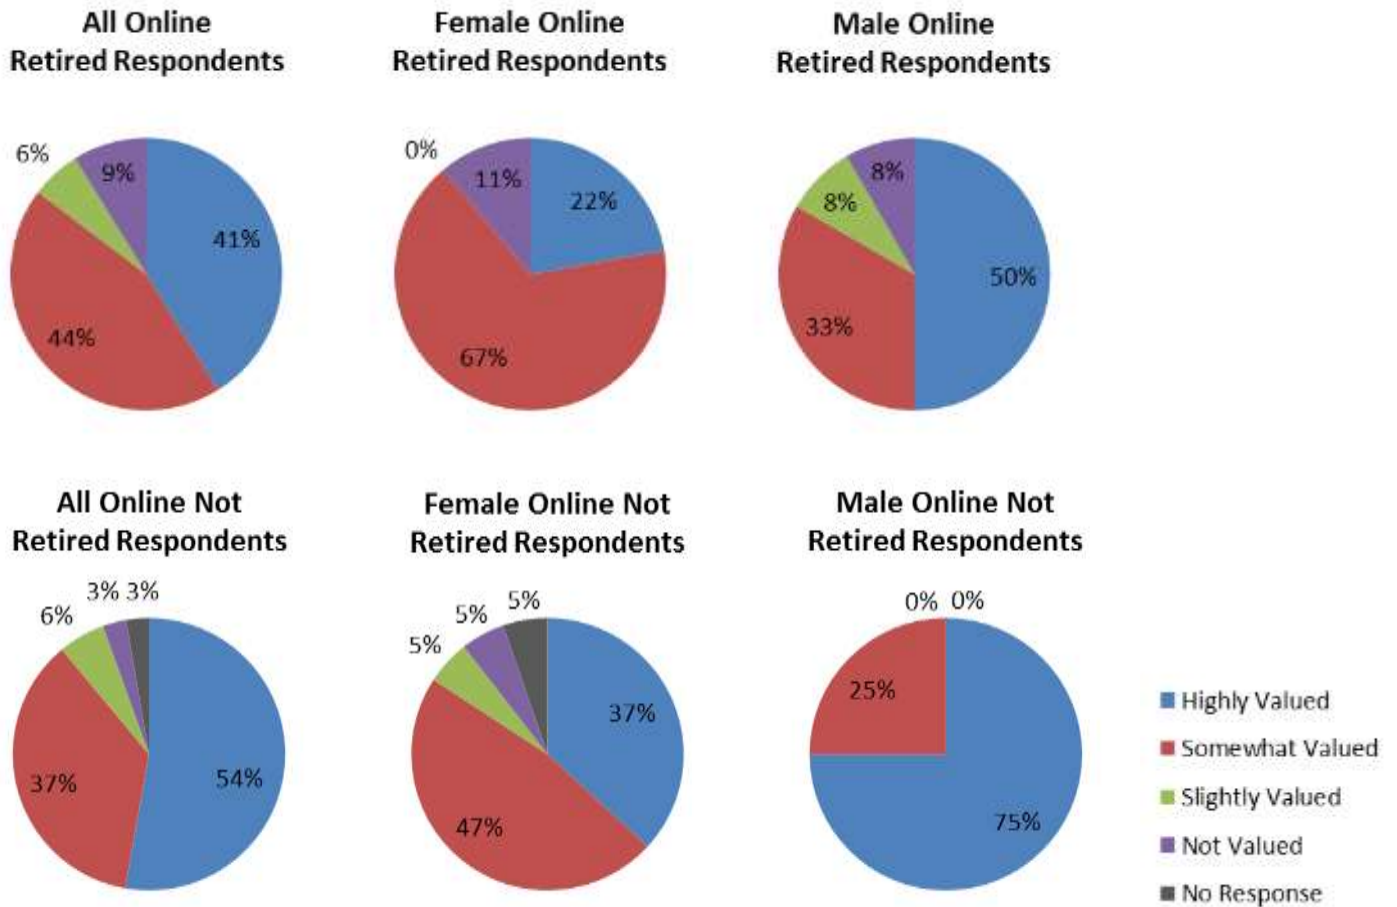 All Online
Retired Respondents
Female Online
Retired Respondents
Male Online
Retired Respondents
6%
9%
41%
44%
0%
11%
22%
67%
8%
8%
50%
33%
All Online Not
Retired Respondents
Female Online Not
Retired Respondents
Male Online Not
Retired Respondents
3% 3%
6%
37%
54%
5%
5%
5%
37%
47%
0% 0%
25%
75%
Highly Valued
Somewhat Valued
Slightly Valued
Not Valued
No Response